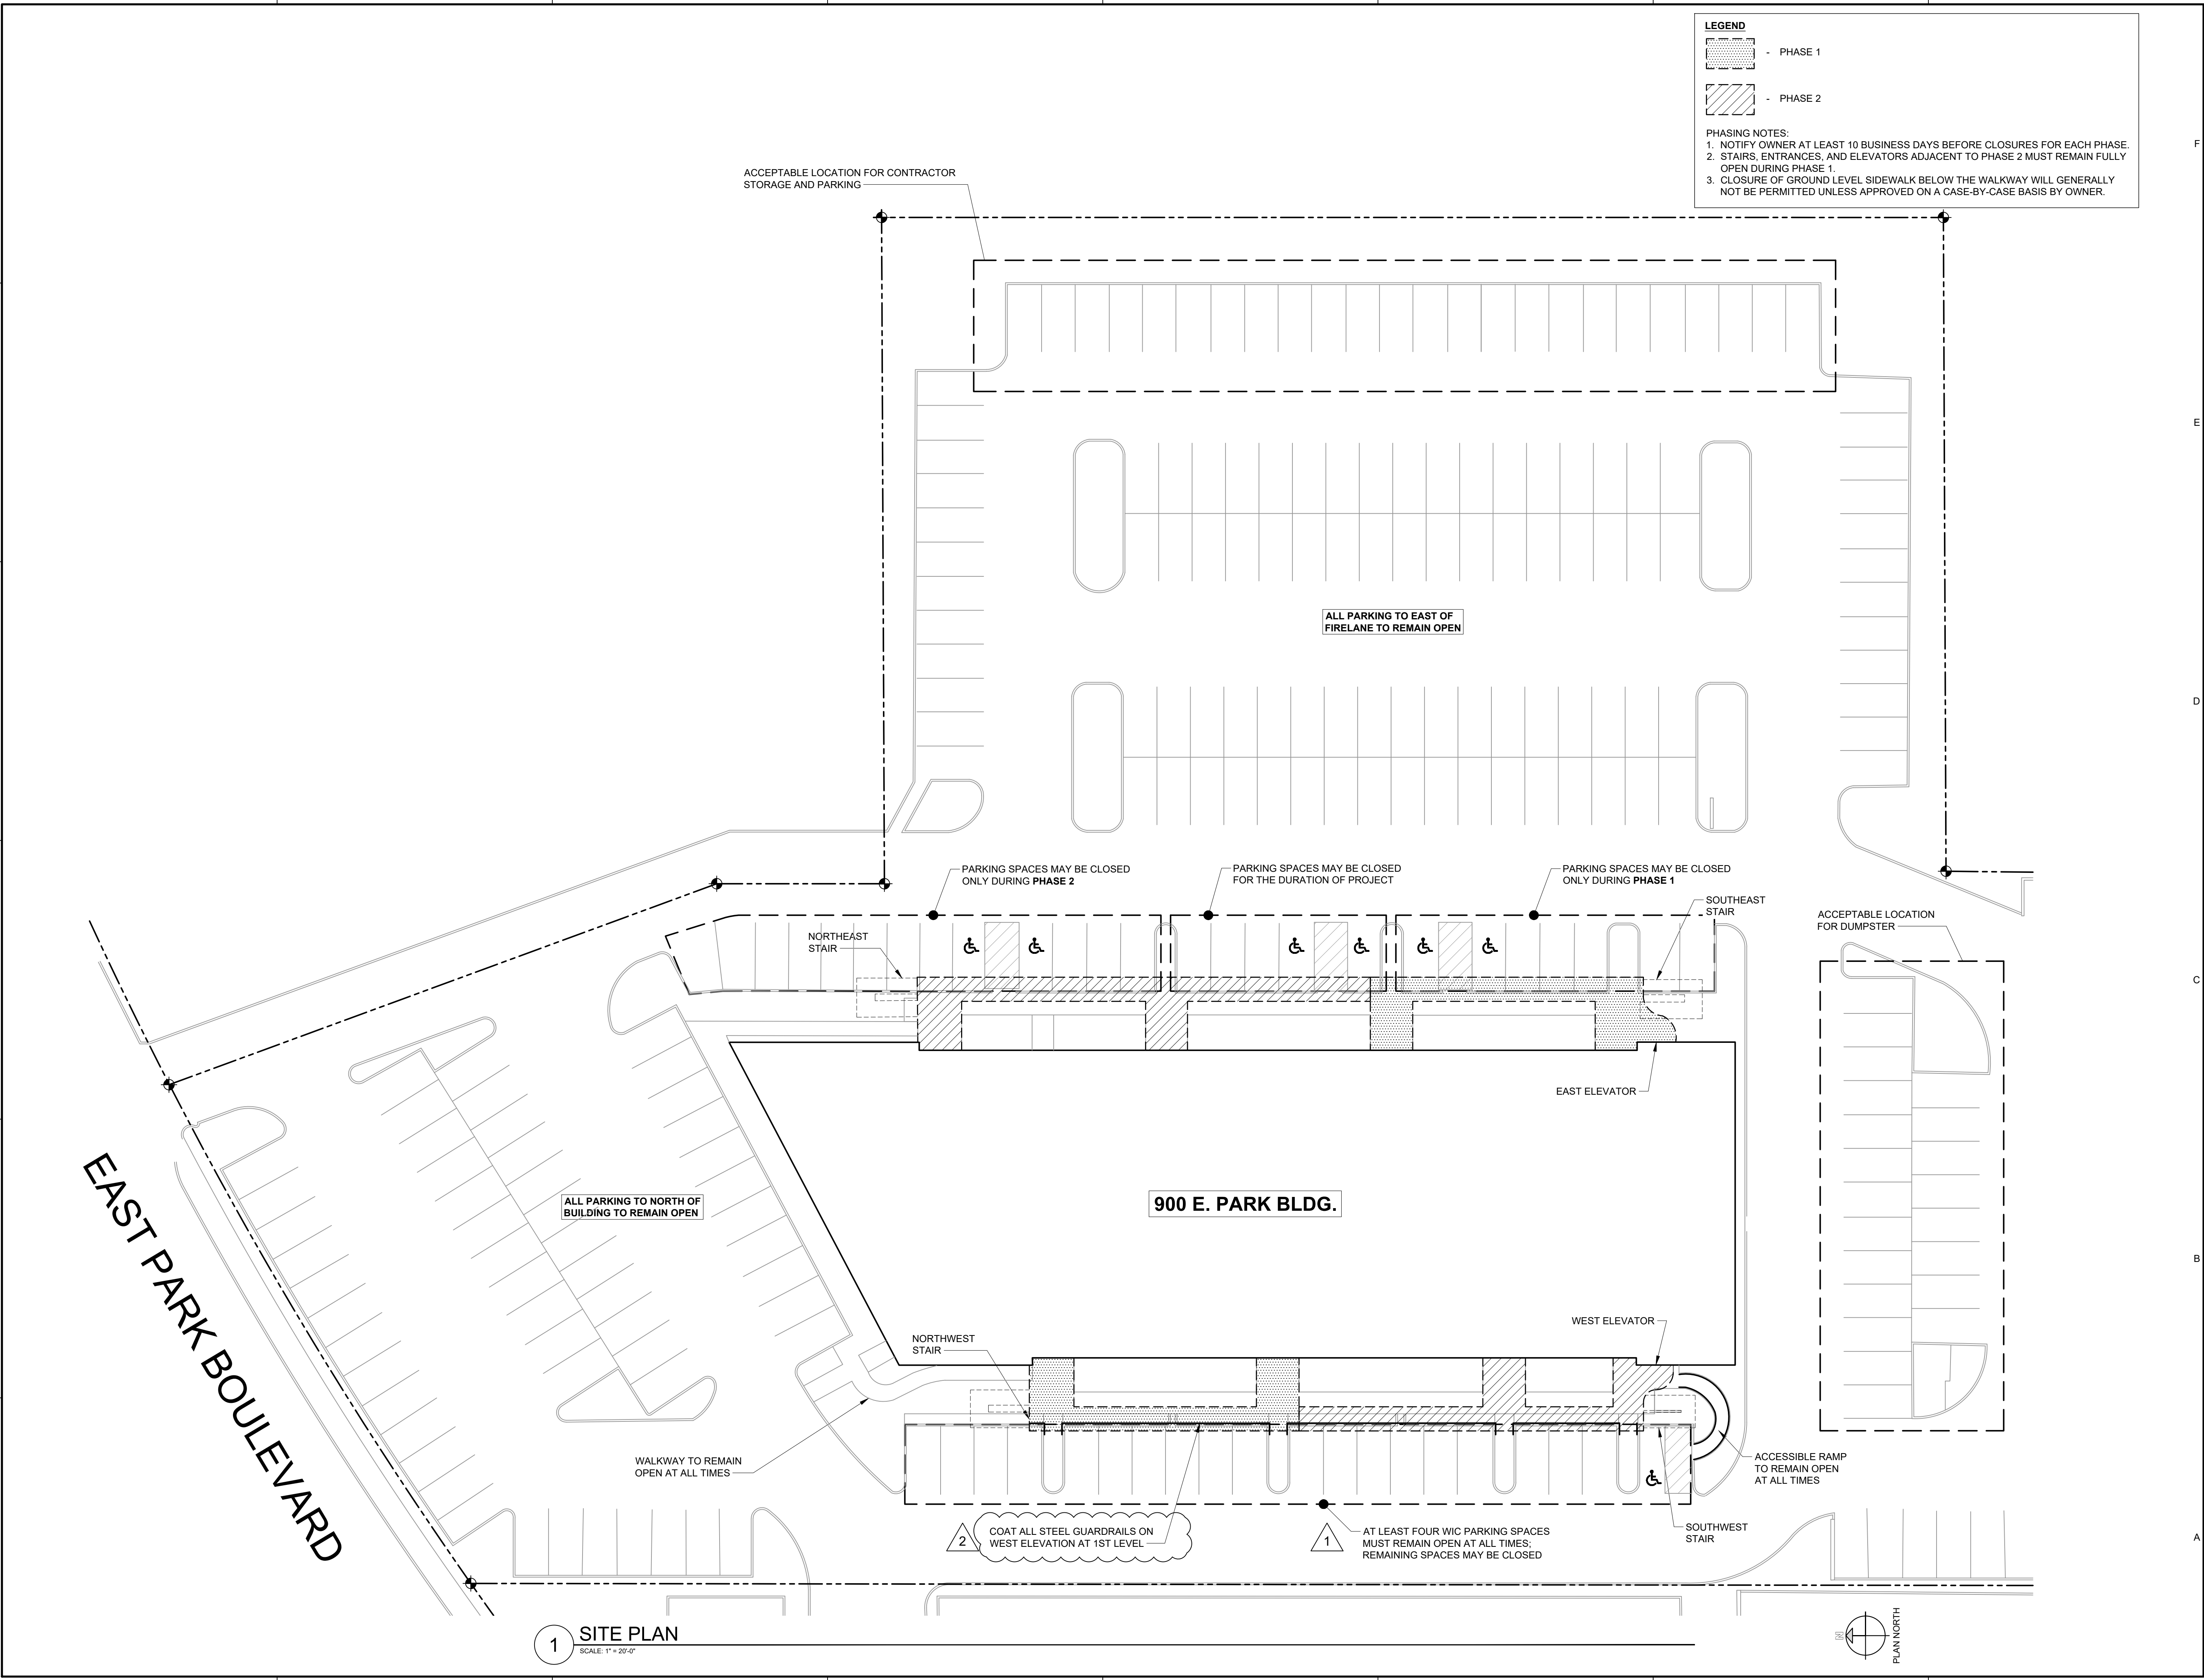 LEGEND
- PHASE 1
- PHASE 2
PHASING NOTES:
1. NOTIFY OWNER AT LEAST 10 BUSINESS DAYS BEFORE CLOSURES FOR EACH PHASE.
2. STAIRS, ENTRANCES, AND ELEVATORS ADJACENT TO PHASE 2 MUST REMAIN FULLY
OPEN DURING PHASE 1.
3. CLOSURE OF GROUND LEVEL SIDEWALK BELOW THE WALKWAY WILL GENERALLY
NOT BE PERMITTED UNLESS APPROVED ON A CASE-BY-CASE BASIS BY OWNER.
F
ACCEPTABLE LOCATION FOR CONTRACTOR
STORAGE AND PARKING
E
ALL PARKING TO EAST OF
FIRELANE TO REMAIN OPEN
D
PARKING SPACES MAY BE CLOSED
ONLY DURING PHASE 2
PARKING SPACES MAY BE CLOSED
FOR THE DURATION OF PROJECT
PARKING SPACES MAY BE CLOSED
ONLY DURING PHASE 1
SOUTHEAST
STAIR
ACCEPTABLE LOCATION
FOR DUMPSTER
NORTHEAST
STAIR
C
EAST ELEVATOR
EAST PARK BOULEVARD
ALL PARKING TO NORTH OF
BUILDING TO REMAIN OPEN
900 E. PARK BLDG.
B
WEST ELEVATOR
NORTHWEST
STAIR
WALKWAY TO REMAIN
OPEN AT ALL TIMES
ACCESSIBLE RAMP
TO REMAIN OPEN
AT ALL TIMES
2
COAT ALL STEEL GUARDRAILS ON
WEST ELEVATION AT 1ST LEVEL
1
AT LEAST FOUR WIC PARKING SPACES
MUST REMAIN OPEN AT ALL TIMES;
REMAINING SPACES MAY BE CLOSED
SOUTHWEST
STAIR
A
1
SITE PLAN
SCALE: 1" = 20'-0"
N
PLAN NORTH